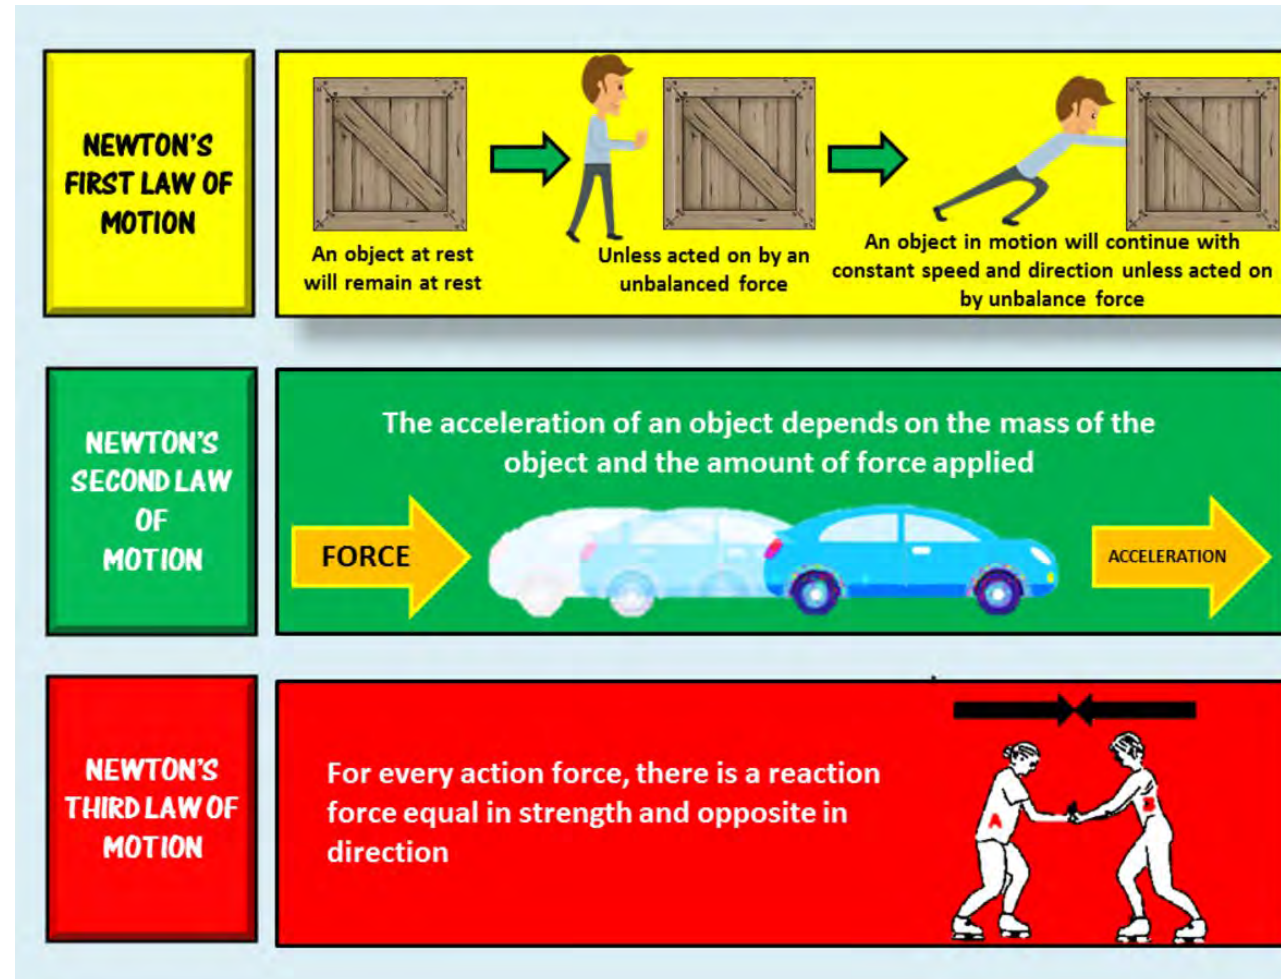 NEWTON'S
FIRST LAW OF
MOTION
An object at rest
will remain at rest
Unless acted on by an
unbalanced force
An object in motion will continue with
constant speed and direction unless acted on
by unbalance force
NEWTON'S
SECOND LAW
OF
MOTION
The acceleration of an object depends on the mass of the
object and the amount of force applied
FORCE
ACCELERATION
NEWTON'S
THIRD LAW OF
MOTION
For every action force, there is a reaction
force equal in strength and opposite in
direction
A
B